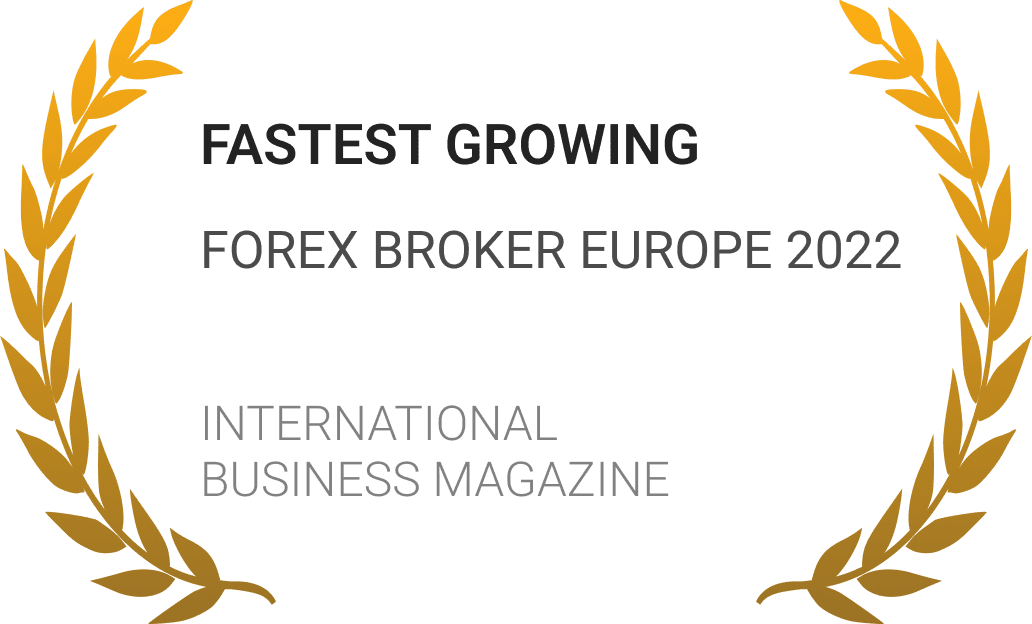 FASTEST GROWING
FOREX BROKER EUROPE 2022
INTERNATIONAL
BUSINESS MAGAZINE